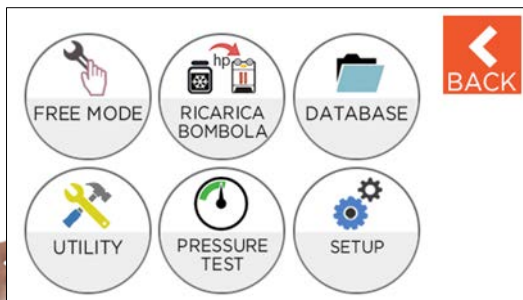 hp
FREE MODE
RICARICA
BOMBOLA
DATABASE
BACK
UTILITY
PRESSURE
TEST
SETUP